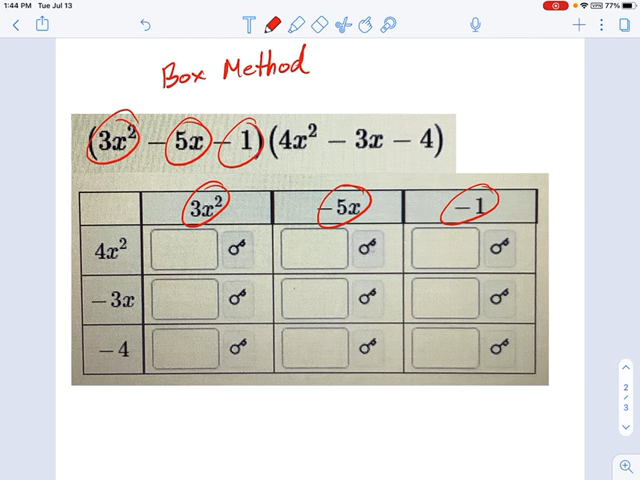 1:44 PM Tue Jul 13
VPN 77%
T
Box Method
(3x² − 5x − 1)(4x² − 3x − 4)
3x² − 5x − 1
4x²
− 3x
− 4
2
/
3